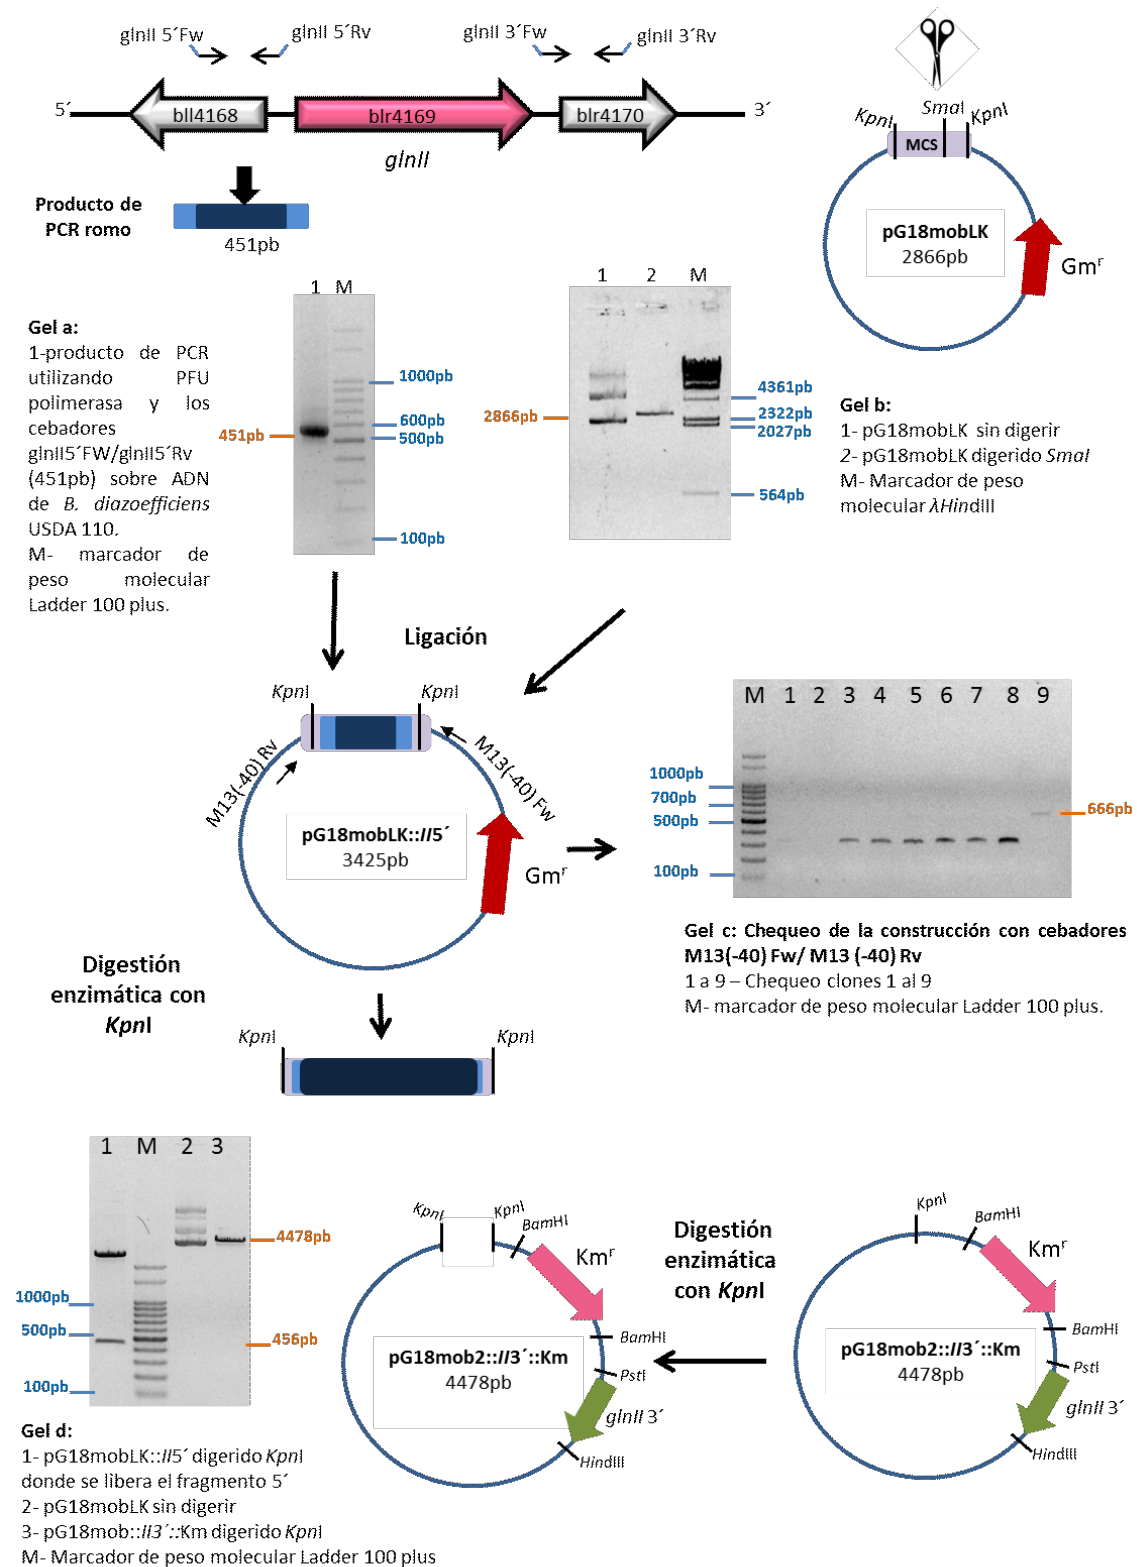 glnII 5´Fw
glnII 5´Rv
glnII 3´Fw
glnII 3´Rv
5´
bll4168
blr4169
blr4170
3´
glnII
Producto de
PCR romo
451pb
KpnI
SmaI
KpnI
MCS
pG18mobLK
2866pb
Gmʳ
Gel a:
1-producto de PCR
utilizando PFU
polimerasa y los
cebadores
glnII5´FW/glnII5´Rv
(451pb) sobre ADN
de B. diazoefficiens
USDA 110.
M- marcador de
peso molecular
Ladder 100 plus.
1 M
1000pb
600pb
500pb
451pb
100pb
1 2 M
2866pb
4361pb
2322pb
2027pb
564pb
Gel b:
1- pG18mobLK sin digerir
2- pG18mobLK digerido SmaI
M- Marcador de peso
molecular λHindIII
Ligación
KpnI
KpnI
M13(-40) Rv
M13(-40) Fw
pG18mobLK::II5´
3425pb
Gmʳ
M 1 2 3 4 5 6 7 8 9
1000pb
700pb
500pb
100pb
666pb
Gel c: Chequeo de la construcción con cebadores
M13(-40) Fw/ M13 (-40) Rv
1 a 9 – Chequeo clones 1 al 9
M- marcador de peso molecular Ladder 100 plus.
Digestión
enzimática con
KpnI
KpnI
KpnI
1 M 2 3
4478pb
1000pb
500pb
456pb
100pb
Gel d:
1- pG18mobLK::II5´ digerido KpnI
donde se libera el fragmento 5´
2- pG18mobLK sin digerir
3- pG18mob::II3´::Km digerido KpnI
M- Marcador de peso molecular Ladder 100 plus
KpnI
KpnI
BamHI
Kmʳ
BamHI
PstI
glnII 3´
HindIII
pG18mob2::II3´::Km
4478pb
Digestión
enzimática
con KpnI
KpnI
BamHI
Kmʳ
BamHI
PstI
glnII 3´
HindIII
pG18mob2::II3´::Km
4478pb